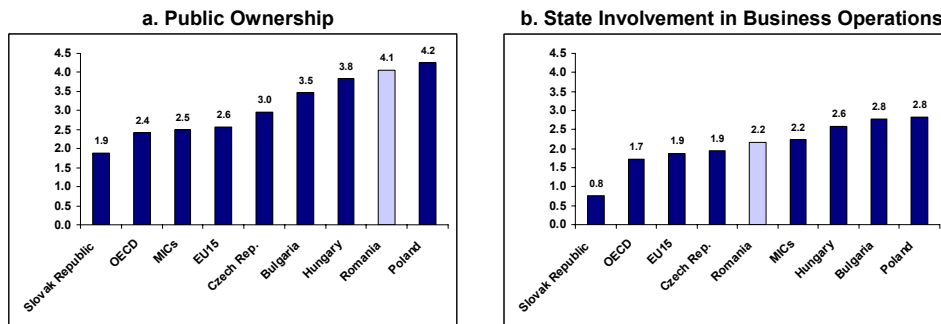 a. Public Ownership
4.5
4.0
3.5
3.0
2.5
2.0
1.5
1.0
0.5
0.0
1.9
2.4
2.5
2.6
3.0
3.5
3.8
4.1
4.2
Slovak Republic
OECD
MICs
EU15
Czech Rep.
Bulgaria
Hungary
Romania
Poland
b. State Involvement in Business Operations
4.5
4.0
3.5
3.0
2.5
2.0
1.5
1.0
0.5
0.0
0.8
1.7
1.9
1.9
2.2
2.2
2.6
2.8
2.8
Slovak Republic
OECD
EU15
Czech Rep.
Romania
MICs
Hungary
Bulgaria
Poland